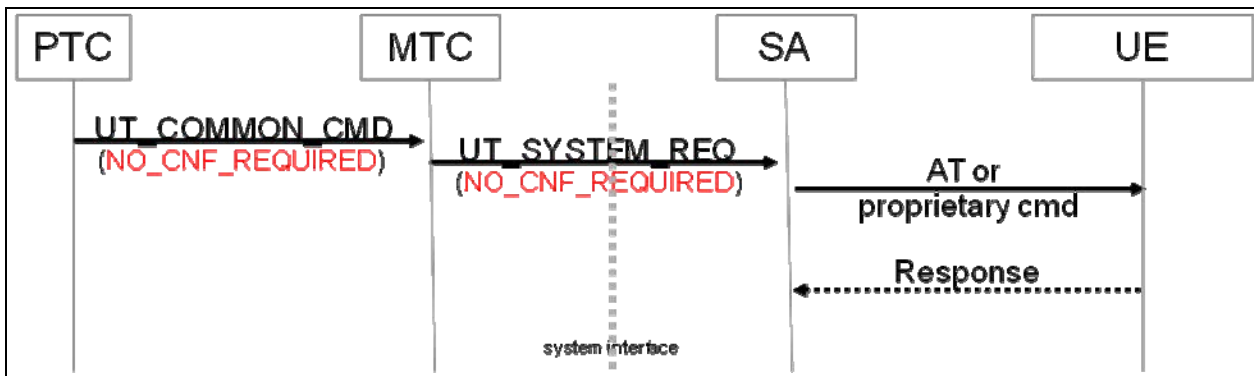 PTC MTC SA UE
UT_COMMON_CMD
(NO_CNF_REQUIRED)
UT_SYSTEM_REQ
(NO_CNF_REQUIRED)
AT or
proprietary cmd
Response
system interface